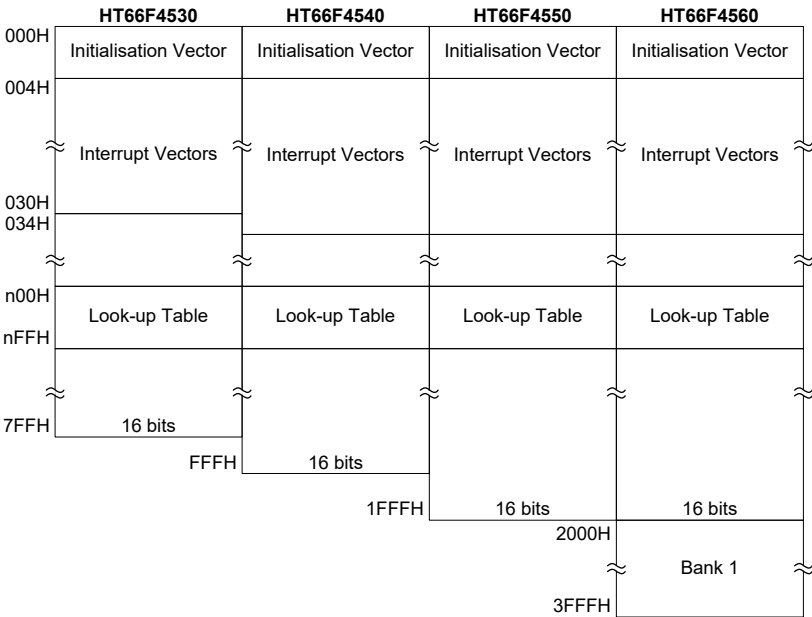 HT66F4530 HT66F4540 HT66F4550 HT66F4560
000H
Initialisation Vector Initialisation Vector Initialisation Vector Initialisation Vector
004H
Interrupt Vectors Interrupt Vectors Interrupt Vectors Interrupt Vectors
030H
034H
n00H
Look-up Table Look-up Table Look-up Table Look-up Table
nFFH
7FFH 16 bits
FFFH 16 bits
1FFFH 16 bits 16 bits
2000H
Bank 1
3FFFH